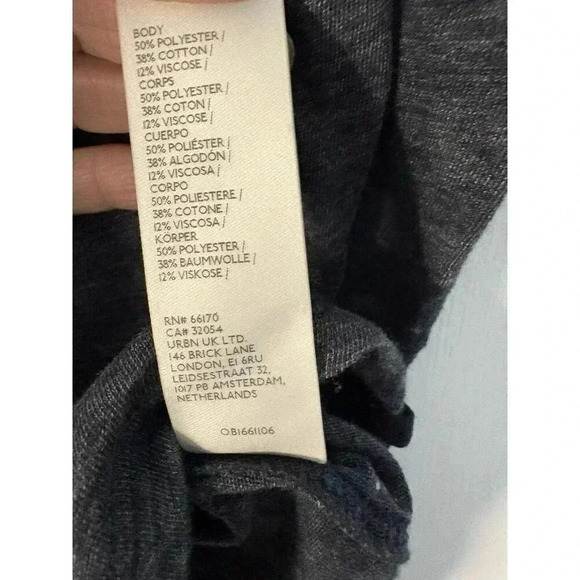 BODY
50% POLYESTER /
38% COTTON /
12% VISCOSE /
CORPS
50% POLYESTER /
38% COTON /
12% VISCOSE /
CUERPO
50% POLIÉSTER /
38% ALGODÓN /
12% VISCOSA /
CORPO
50% POLIESTERE /
38% COTONE /
12% VISCOSA /
KÖRPER
50% POLYESTER /
38% BAUMWOLLE /
12% VISKOSE /
RN# 66170
CA# 32054
URBN UK LTD.
146 BRICK LANE
LONDON, E1 6RU
LEIDSESTRAAT 32,
1017 PB AMSTERDAM,
NETHERLANDS
OB1661106